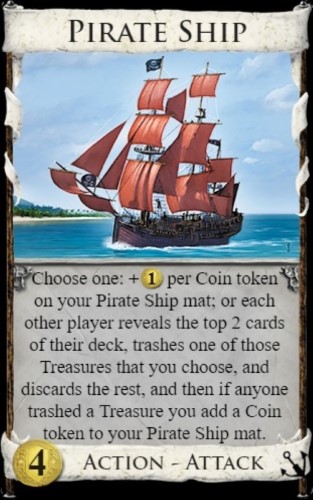 PIRATE SHIP
Choose one: + 1 per Coin token
on your Pirate Ship mat; or each
other player reveals the top 2 cards
of their deck, trashes one of those
Treasures that you choose, and
discards the rest, and then if anyone
trashed a Treasure you add a Coin
token to your Pirate Ship mat.
4 ACTION - ATTACK